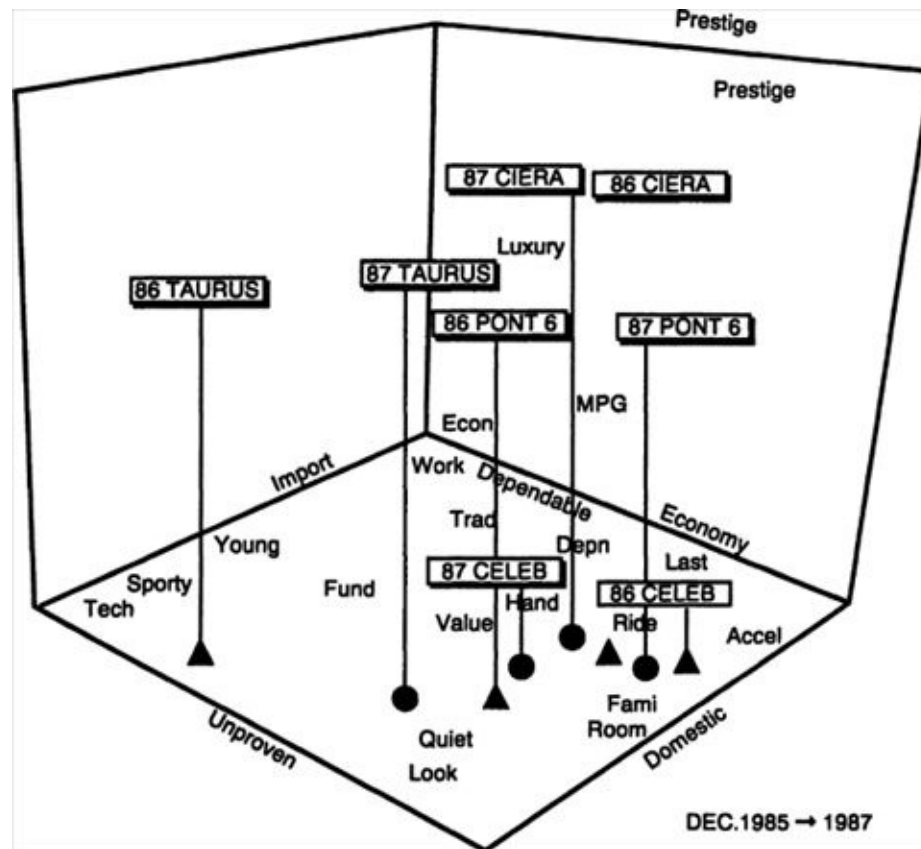 Prestige
Prestige
87 CIERA
86 CIERA
Luxury
87 TAURUS
86 TAURUS
86 PONT 6
87 PONT 6
MPG
Econ
Import
Work
Dependable
Economy
Trad
Young
Depn
Last
Sporty
Tech
Fund
87 CELEB
86 CELEB
Hand
Value
Ride
Accel
Fami
Room
Domestic
Unproven
Quiet
Look
DEC.1985 → 1987